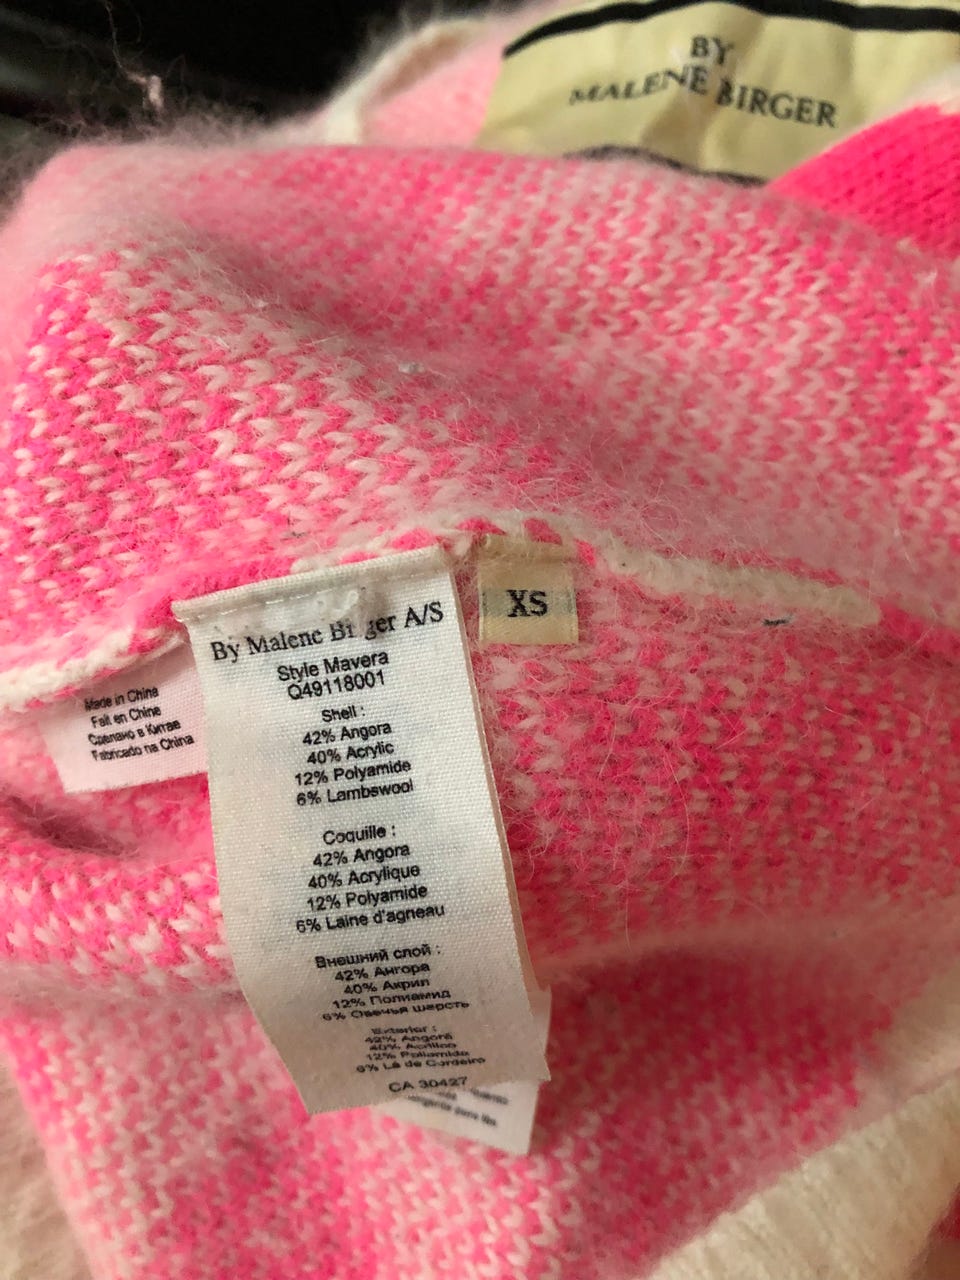 BY
MALENE BIRGER
XS
By Malene Birger A/S
Style Mavera
Q49118001
Shell :
42% Angora
40% Acrylic
12% Polyamide
6% Lambswool
Coquille :
42% Angora
40% Acrylique
12% Polyamide
6% Laine d'agneau
Внешний слой :
42% Ангора
40% Акрил
12% Полиамид
6% Овечья шерсть
Exterior :
42% Angora
40% Acrílico
12% Poliamida
6% Lã de Cordeiro
CA 30427
Made in China
Fait en Chine
Сделано в Китае
Fabricado na China